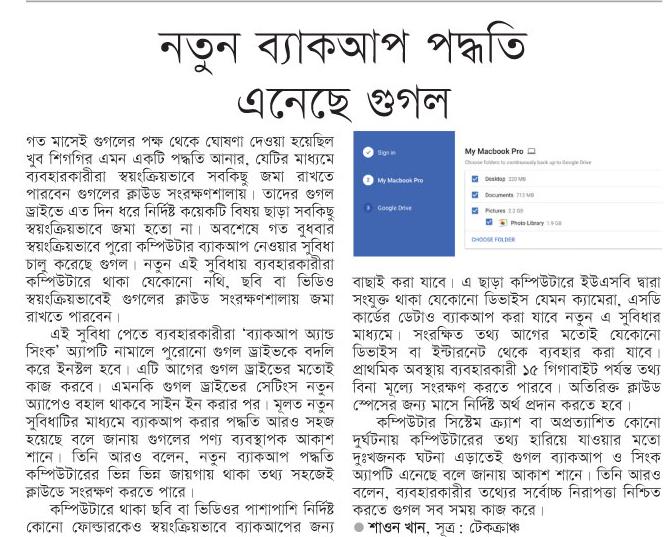 নতুন ব্যাকআপ পদ্ধতি
এনেছে গুগল
গত মাসেই গুগলের পক্ষ থেকে ঘোষণা দেওয়া হয়েছিল
খুব শিগগির এমন একটি পদ্ধতি আনার, যেটির মাধ্যমে
ব্যবহারকারীরা স্বয়ংক্রিয়ভাবে সবকিছু জমা রাখতে
পারবেন গুগলের ক্লাউড সংরক্ষণশালায়। তাদের গুগল
ড্রাইভে এত দিন ধরে নির্দিষ্ট কয়েকটি বিষয় ছাড়া সবকিছু
স্বয়ংক্রিয়ভাবে জমা হতো না। অবশেষে গত বুধবার
স্বয়ংক্রিয়ভাবে পুরো কম্পিউটার ব্যাকআপ নেওয়ার সুবিধা
চালু করেছে গুগল। নতুন এই সুবিধায় ব্যবহারকারীরা
কম্পিউটারে থাকা যেকোনো নথি, ছবি বা ভিডিও
স্বয়ংক্রিয়ভাবেই গুগলের ক্লাউড সংরক্ষণশালায় জমা
রাখতে পারবেন।
এই সুবিধা পেতে ব্যবহারকারীরা ‘ব্যাকআপ অ্যান্ড
সিংক’ অ্যাপটি নামালে পুরোনো গুগল ড্রাইভকে বদলি
করে ইনস্টল হবে। এটি আগের গুগল ড্রাইভের মতোই
কাজ করবে। এমনকি গুগল ড্রাইভের সেটিংস নতুন
অ্যাপেও বহাল থাকবে সাইন ইন করার পর। মূলত নতুন
সুবিধাটির মাধ্যমে ব্যাকআপ করার পদ্ধতি আরও সহজ
হয়েছে বলে জানায় গুগলের পণ্য ব্যবস্থাপক আকাশ
শানে। তিনি আরও বলেন, নতুন ব্যাকআপ পদ্ধতি
কম্পিউটারের ভিন্ন ভিন্ন জায়গায় থাকা তথ্য সহজেই
ক্লাউডে সংরক্ষণ করতে পারে।
কম্পিউটারে থাকা ছবি বা ভিডিওর পাশাপাশি নির্দিষ্ট
কোনো ফোল্ডারকেও স্বয়ংক্রিয়ভাবে ব্যাকআপের জন্য
Sign in
2 My Macbook Pro
3 Google Drive
My Macbook Pro
Choose folders to continuously back up to Google Drive
Desktop 220 MB
Documents 713 MB
Pictures 2.2 GB
Photo Library 1.9 GB
CHOOSE FOLDER
বাছাই করা যাবে। এ ছাড়া কম্পিউটারে ইউএসবি দ্বারা
সংযুক্ত থাকা যেকোনো ডিভাইস যেমন ক্যামেরা, এসডি
কার্ডের ডেটাও ব্যাকআপ করা যাবে নতুন এ সুবিধার
মাধ্যমে। সংরক্ষিত তথ্য আগের মতোই যেকোনো
ডিভাইস বা ইন্টারনেট থেকে ব্যবহার করা যাবে।
প্রাথমিক অবস্থায় ব্যবহারকারী ১৫ গিগাবাইট পর্যন্ত তথ্য
বিনা মূল্যে সংরক্ষণ করতে পারবে। অতিরিক্ত ক্লাউড
স্পেসের জন্য মাসে নির্দিষ্ট অর্থ প্রদান করতে হবে।
কম্পিউটার সিস্টেম ক্র্যাশ বা অপ্রত্যাশিত কোনো
দুর্ঘটনায় কম্পিউটারের তথ্য হারিয়ে যাওয়ার মতো
দুঃখজনক ঘটনা এড়াতেই গুগল ব্যাকআপ ও সিংক
অ্যাপটি এনেছে বলে জানায় আকাশ শানে। তিনি আরও
বলেন, ব্যবহারকারীর তথ্যের সর্বোচ্চ নিরাপত্তা নিশ্চিত
করতে গুগল সব সময় কাজ করে।
● শাওন খান, সূত্র : টেকক্রাঞ্চ